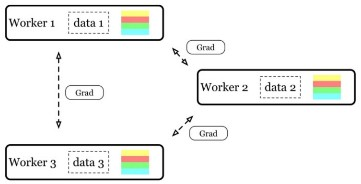 Worker 1 data 1
Grad
Grad
Worker 2 data 2
Grad
Worker 3 data 3